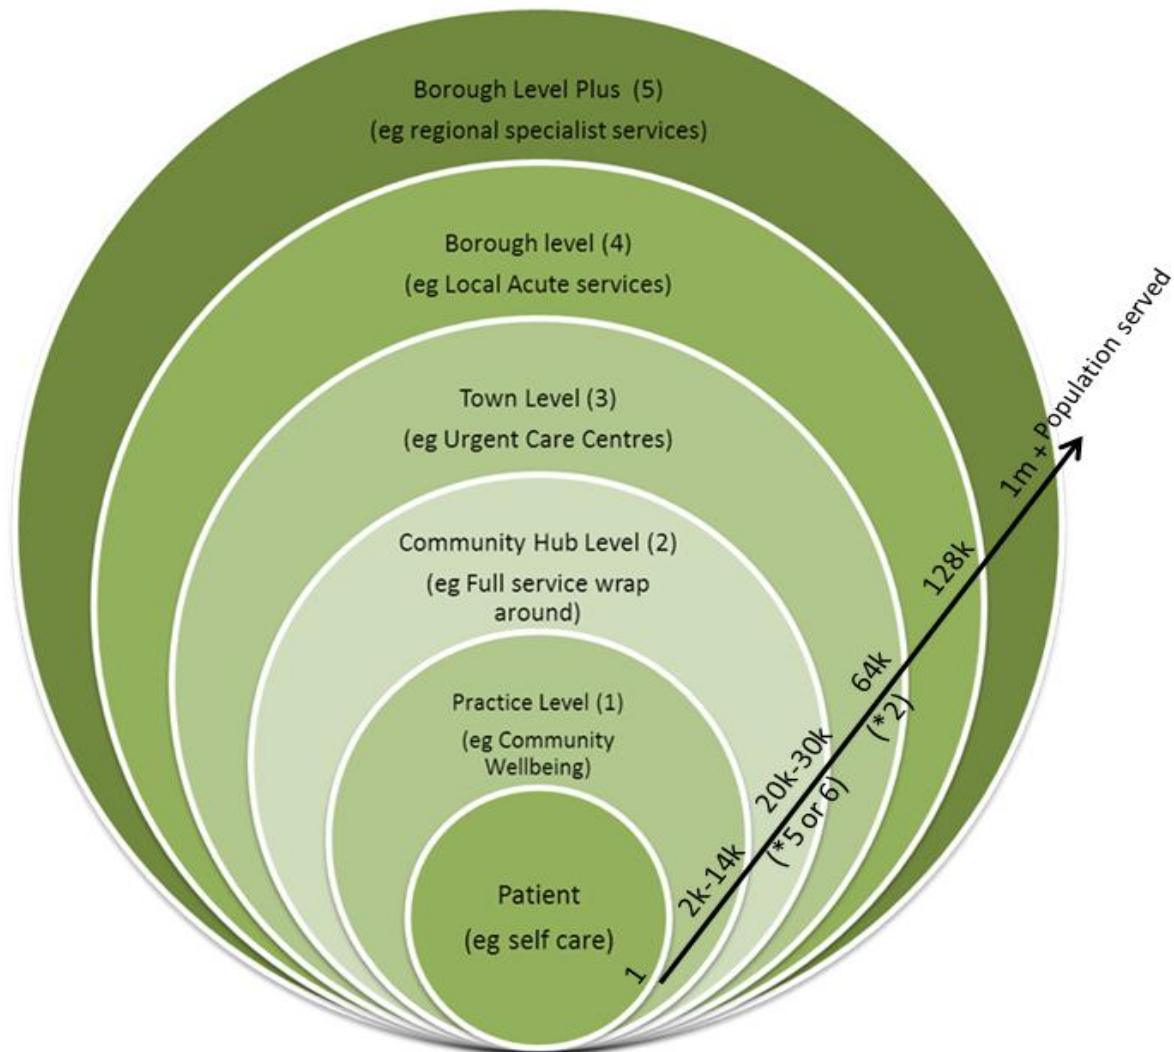 Borough Level Plus (5)
(eg regional specialist services)
Borough level (4)
(eg Local Acute services)
Town Level (3)
(eg Urgent Care Centres)
Community Hub Level (2)
(eg Full service wrap
around)
Practice Level (1)
(eg Community
Wellbeing)
Patient
(eg self care)
1
2k-14k
20k-30k
(*5 or 6)
64k
(*2)
128k
1m + Population served